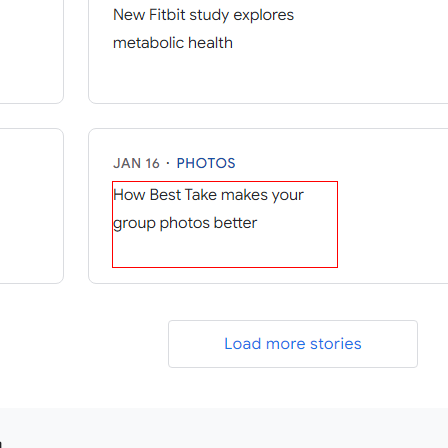 New Fitbit study explores
metabolic health
JAN 16 · PHOTOS
How Best Take makes your
group photos better
Load more stories